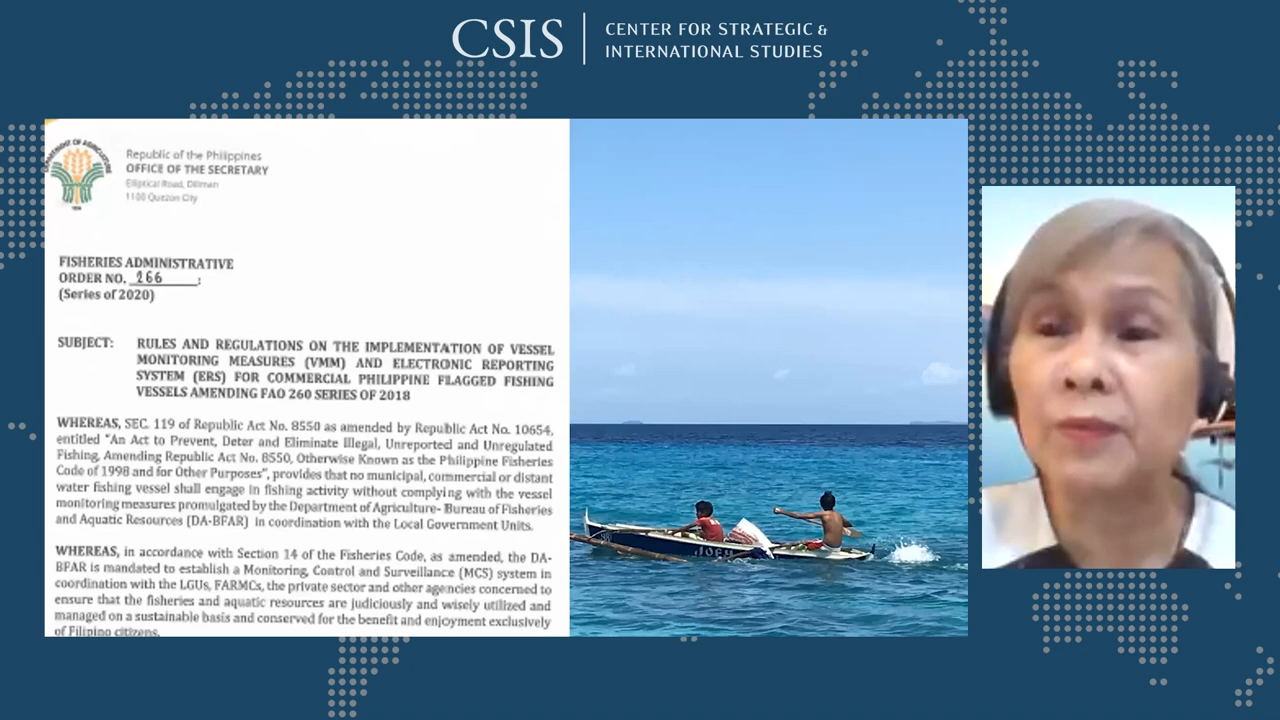 CSIS
CENTER FOR STRATEGIC &
INTERNATIONAL STUDIES
DEPARTMENT OF AGRICULTURE
Republic of the Philippines
OFFICE OF THE SECRETARY
Elliptical Road, Diliman
1100 Quezon City
FISHERIES ADMINISTRATIVE
ORDER NO. 266 :
(Series of 2020)
SUBJECT: RULES AND REGULATIONS ON THE IMPLEMENTATION OF VESSEL
MONITORING MEASURES (VMM) AND ELECTRONIC REPORTING
SYSTEM (ERS) FOR COMMERCIAL PHILIPPINE FLAGGED FISHING
VESSELS AMENDING FAO 260 SERIES OF 2018
WHEREAS, SEC. 119 of Republic Act No. 8550 as amended by Republic Act No. 10654,
entitled "An Act to Prevent, Deter and Eliminate Illegal, Unreported and Unregulated
Fishing, Amending Republic Act No. 8550, Otherwise Known as the Philippine Fisheries
Code of 1998 and for Other Purposes", provides that no municipal, commercial or distant
water fishing vessel shall engage in fishing activity without complying with the vessel
monitoring measures promulgated by the Department of Agriculture- Bureau of Fisheries
and Aquatic Resources (DA-BFAR) in coordination with the Local Government Units.
WHEREAS, in accordance with Section 14 of the Fisheries Code, as amended, the DA-
BFAR is mandated to establish a Monitoring, Control and Surveillance (MCS) system in
coordination with the LGUs, FARMCs, the private sector and other agencies concerned to
ensure that the fisheries and aquatic resources are judiciously and wisely utilized and
managed on a sustainable basis and conserved for the benefit and enjoyment exclusively
of Filipino citizens.
JOEY